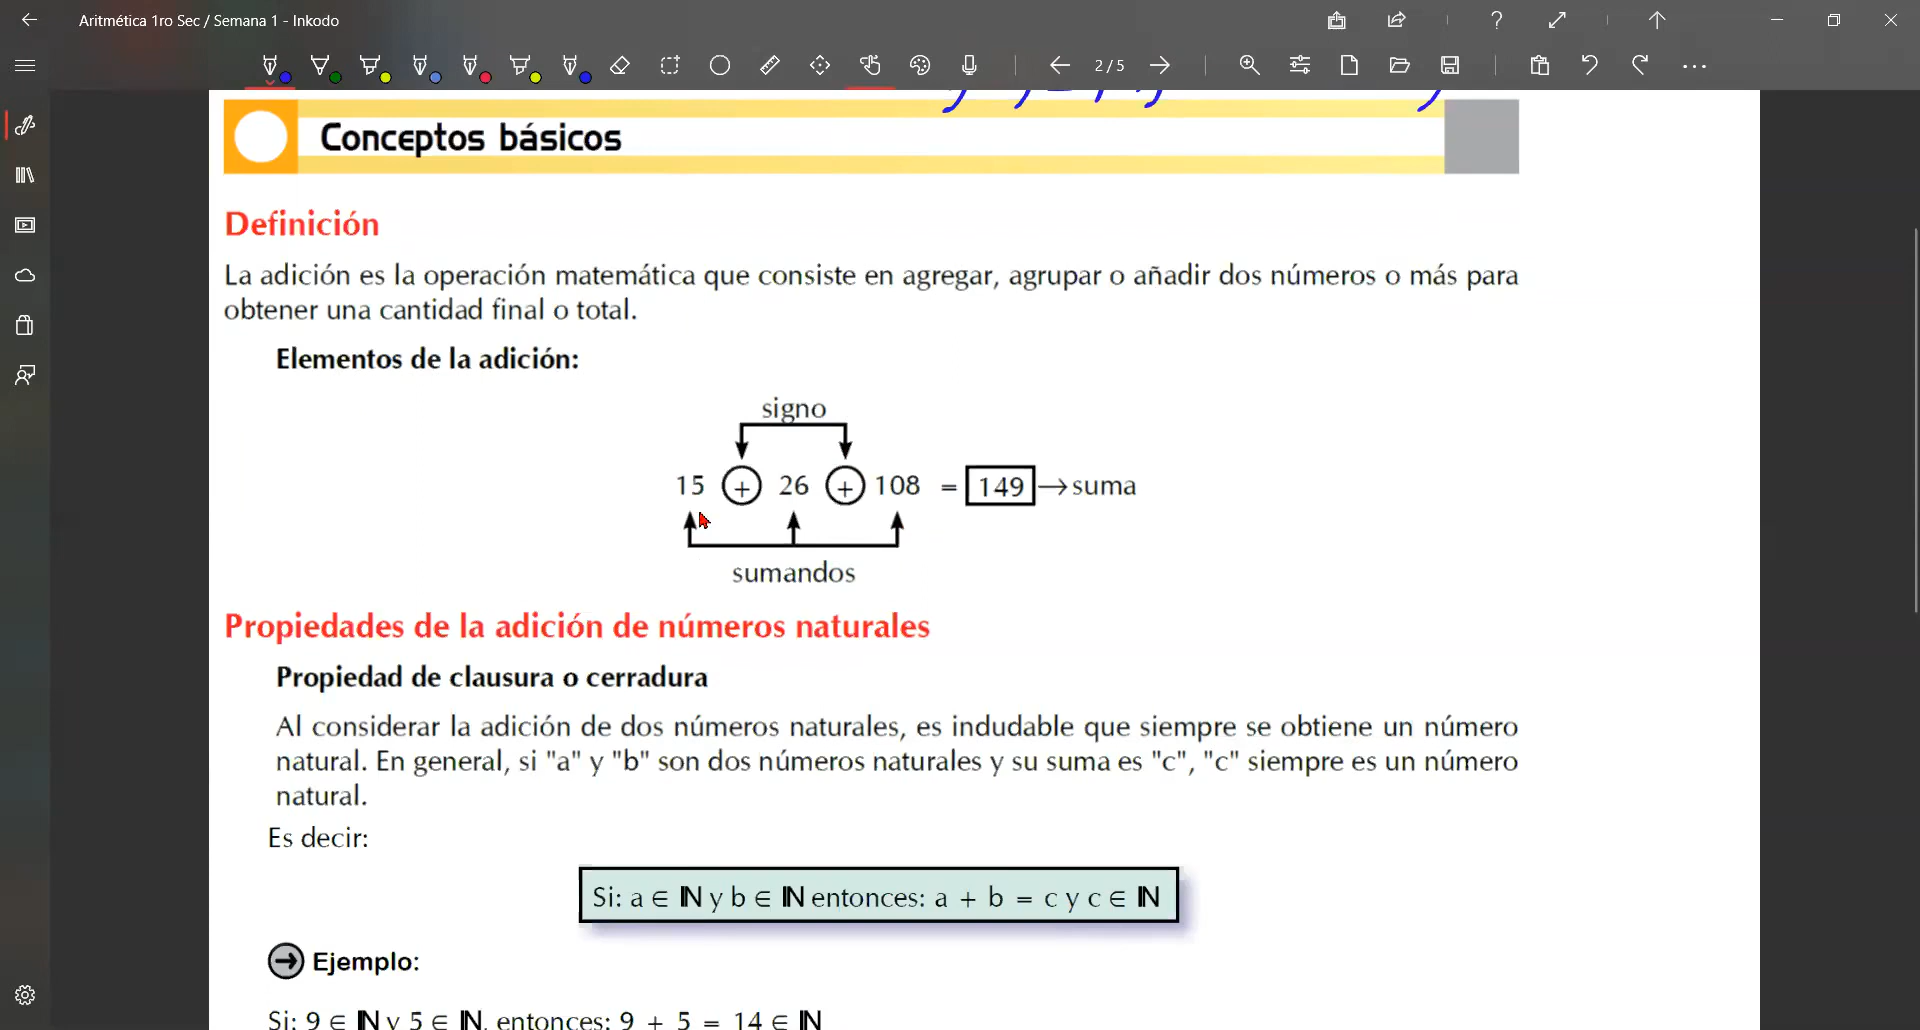 Aritmética 1ro Sec / Semana 1 - Inkodo
2/5
Conceptos básicos
Definición
La adición es la operación matemática que consiste en agregar, agrupar o añadir dos números o más para
obtener una cantidad final o total.
Elementos de la adición:
signo
15 + 26 + 108 = 149 → suma
sumandos
Propiedades de la adición de números naturales
Propiedad de clausura o cerradura
Al considerar la adición de dos números naturales, es indudable que siempre se obtiene un número
natural. En general, si "a" y "b" son dos números naturales y su suma es "c", "c" siempre es un número
natural.
Es decir:
Si: a ∈ ℕ y b ∈ ℕ entonces: a + b = c y c ∈ ℕ
Ejemplo:
Si: 9 ∈ ℕ y 5 ∈ ℕ, entonces: 9 + 5 = 14 ∈ ℕ